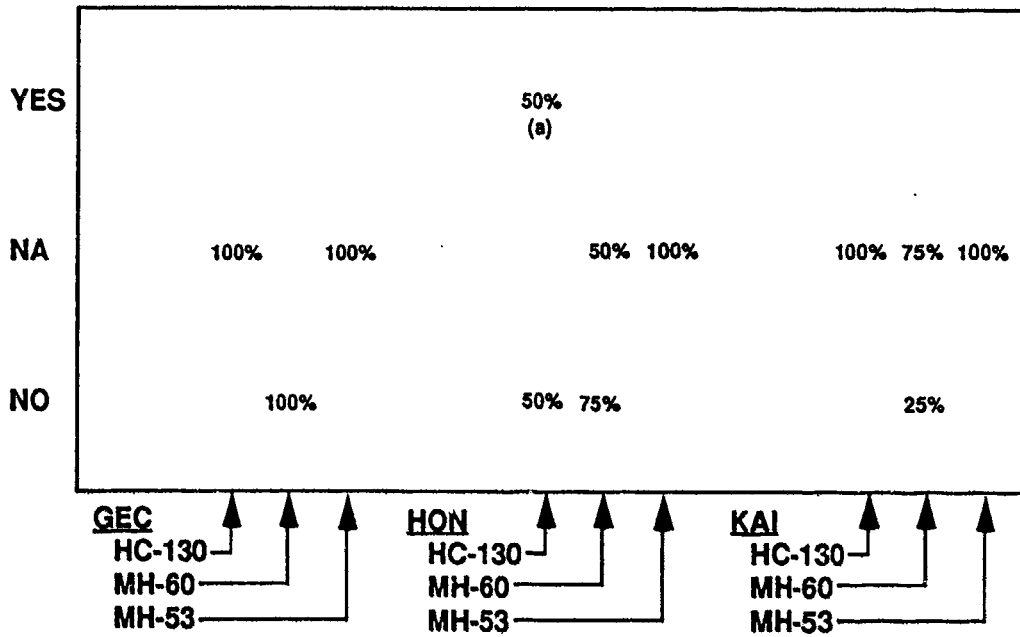 YES 50%
(a)
NA 100% 100% 50% 100% 100% 75% 100%
NO 100% 50% 75% 25%
GEC HON KAI
HC-130 HC-130 HC-130
MH-60 MH-60 MH-60
MH-53 MH-53 MH-53